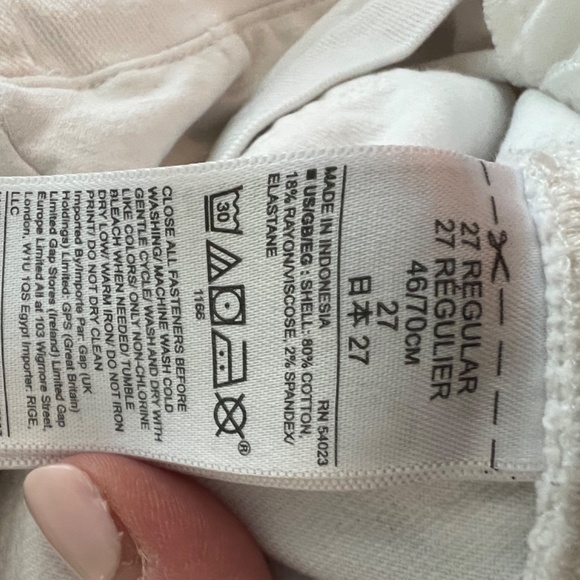 27 REGULAR
27 RÉGULIER
46/70CM
27
日本 27
MADE IN INDONESIA RN 54023
■ US/GB/EG : SHELL: 80% COTTON,
18% RAYON/VISCOSE, 2% SPANDEX/
ELASTANE
30
1166
®
CLOSE ALL FASTENERS BEFORE
WASHING/ MACHINE WASH COLD
GENTLE CYCLE/ WASH AND DRY WITH
LIKE COLORS/ ONLY NON-CHLORINE
BLEACH WHEN NEEDED/ TUMBLE
DRY LOW/ WARM IRON/ DO NOT IRON
PRINT/ DO NOT DRY CLEAN
Imported By/Importe Par: Gap (UK
Holdings) Limited: GPS (Great Britain)
Limited Gap Stores (Ireland) Limited Gap
Europe Limited All at 103 Wigmore Street,
London, W1U 1QS Egypt Importer: RIGE,
LLC